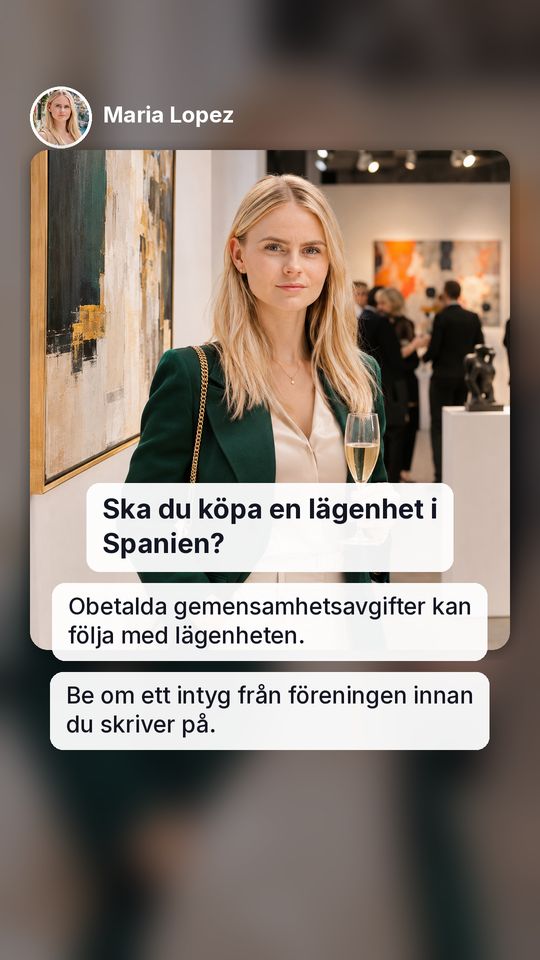 Maria Lopez
Ska du köpa en lägenhet i
Spanien?
Obetalda gemensamhetsavgifter kan
följa med lägenheten.
Be om ett intyg från föreningen innan
du skriver på.